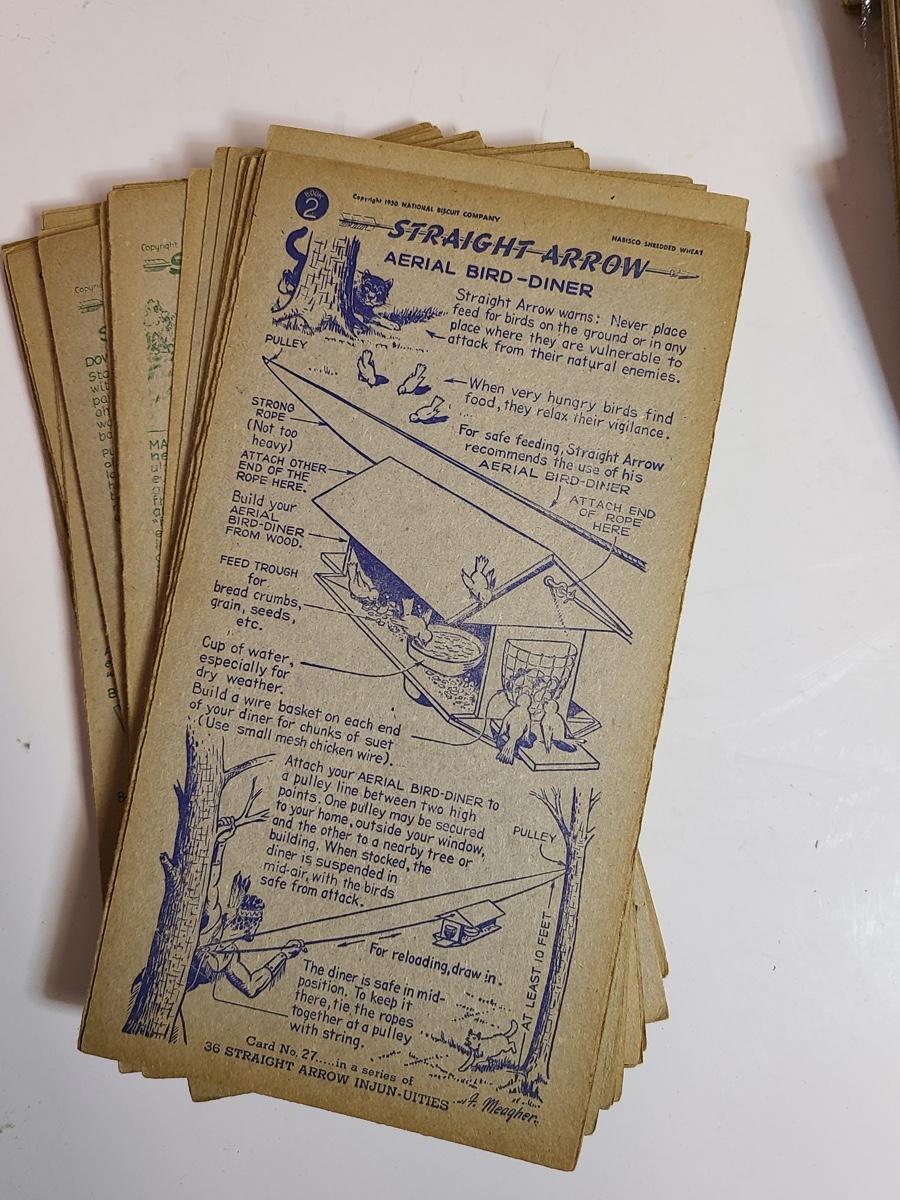 BOOK
2
Copyright 1950 NATIONAL BISCUIT COMPANY
NABISCO SHREDDED WHEAT
STRAIGHT ARROW
AERIAL BIRD-DINER
Straight Arrow warns: Never place
feed for birds on the ground or in any
place where they are vulnerable to
attack from their natural enemies.
PULLEY
When very hungry birds find
food, they relax their vigilance.
STRONG
ROPE
(Not too
heavy)
For safe feeding, Straight Arrow
recommends the use of his
AERIAL BIRD-DINER
ATTACH OTHER
END OF THE
ROPE HERE.
ATTACH END
OF ROPE
HERE
Build your
AERIAL
BIRD-DINER
FROM WOOD.
FEED TROUGH
for
bread crumbs,
grain, seeds,
etc.
Cup of water,
especially for
dry weather.
Build a wire basket on each end
of your diner for chunks of suet
(Use small mesh chicken wire).
Attach your AERIAL BIRD-DINER to
a pulley line between two high
points. One pulley may be secured
to your home, outside your window,
and the other to a nearby tree or
building. When stocked, the
diner is suspended in
mid-air, with the birds
safe from attack.
PULLEY
For reloading, draw in.
AT LEAST 10 FEET
The diner is safe in mid-
position. To keep it
there, tie the ropes
together at a pulley
with string.
Card No. 27.....in a series of
36 STRAIGHT ARROW INJUN-UITIES
F. Meagher
Copyright